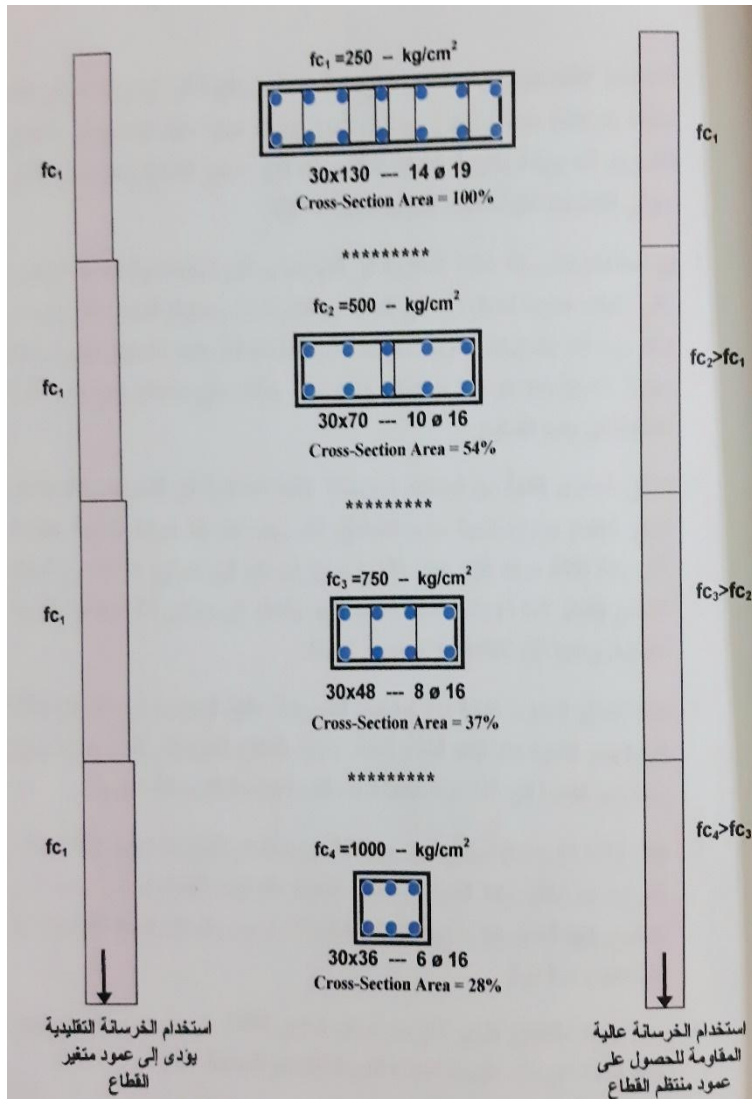 fc₁ =250 – kg/cm²
fc₁
fc₁
30x130 --- 14 ø 19
Cross-Section Area = 100%
*********
fc₂ =500 – kg/cm²
fc₁
fc₂>fc₁
30x70 --- 10 ø 16
Cross-Section Area = 54%
*********
fc₃ =750 – kg/cm²
fc₁
fc₃>fc₂
30x48 --- 8 ø 16
Cross-Section Area = 37%
*********
fc₄ =1000 – kg/cm²
fc₁
fc₄>fc₃
30x36 --- 6 ø 16
Cross-Section Area = 28%
استخدام الخرسانة عالية
المقاومة للحصول على
عمود منتظم القطاع
استخدام الخرسانة التقليدية
يؤدى إلى عمود متغير
القطاع